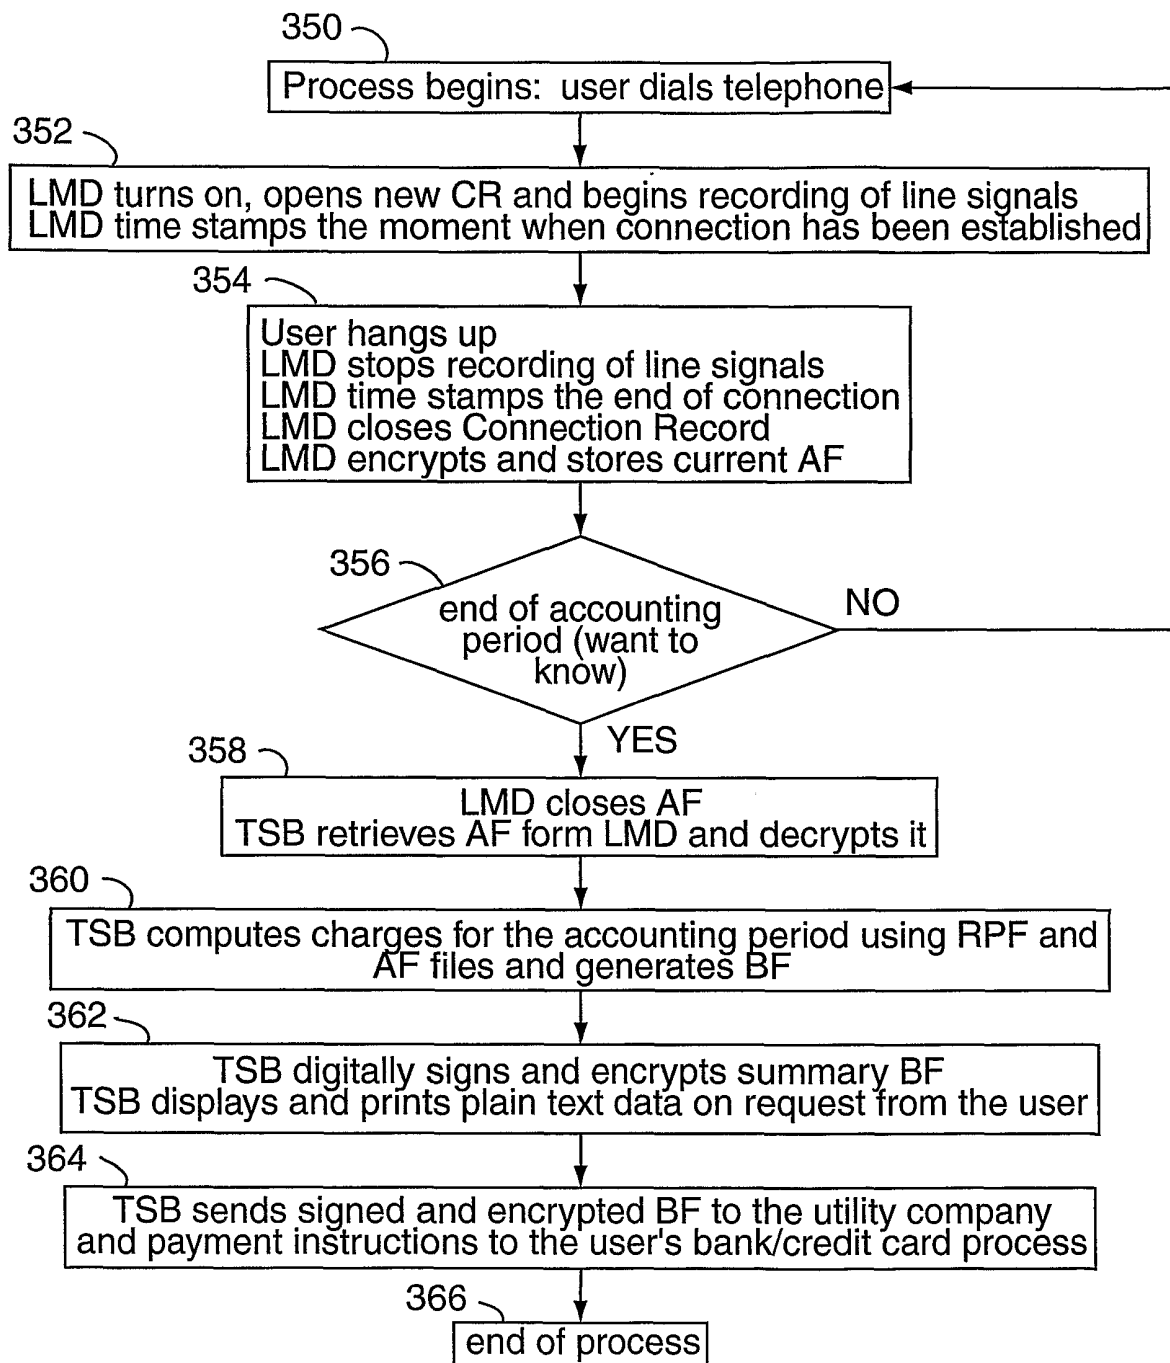 350
Process begins: user dials telephone
352
LMD turns on, opens new CR and begins recording of line signals
LMD time stamps the moment when connection has been established
354
User hangs up
LMD stops recording of line signals
LMD time stamps the end of connection
LMD closes Connection Record
LMD encrypts and stores current AF
356
end of accounting
period (want to
know)
NO
YES
358
LMD closes AF
TSB retrieves AF form LMD and decrypts it
360
TSB computes charges for the accounting period using RPF and
AF files and generates BF
362
TSB digitally signs and encrypts summary BF
TSB displays and prints plain text data on request from the user
364
TSB sends signed and encrypted BF to the utility company
and payment instructions to the user's bank/credit card process
366
end of process